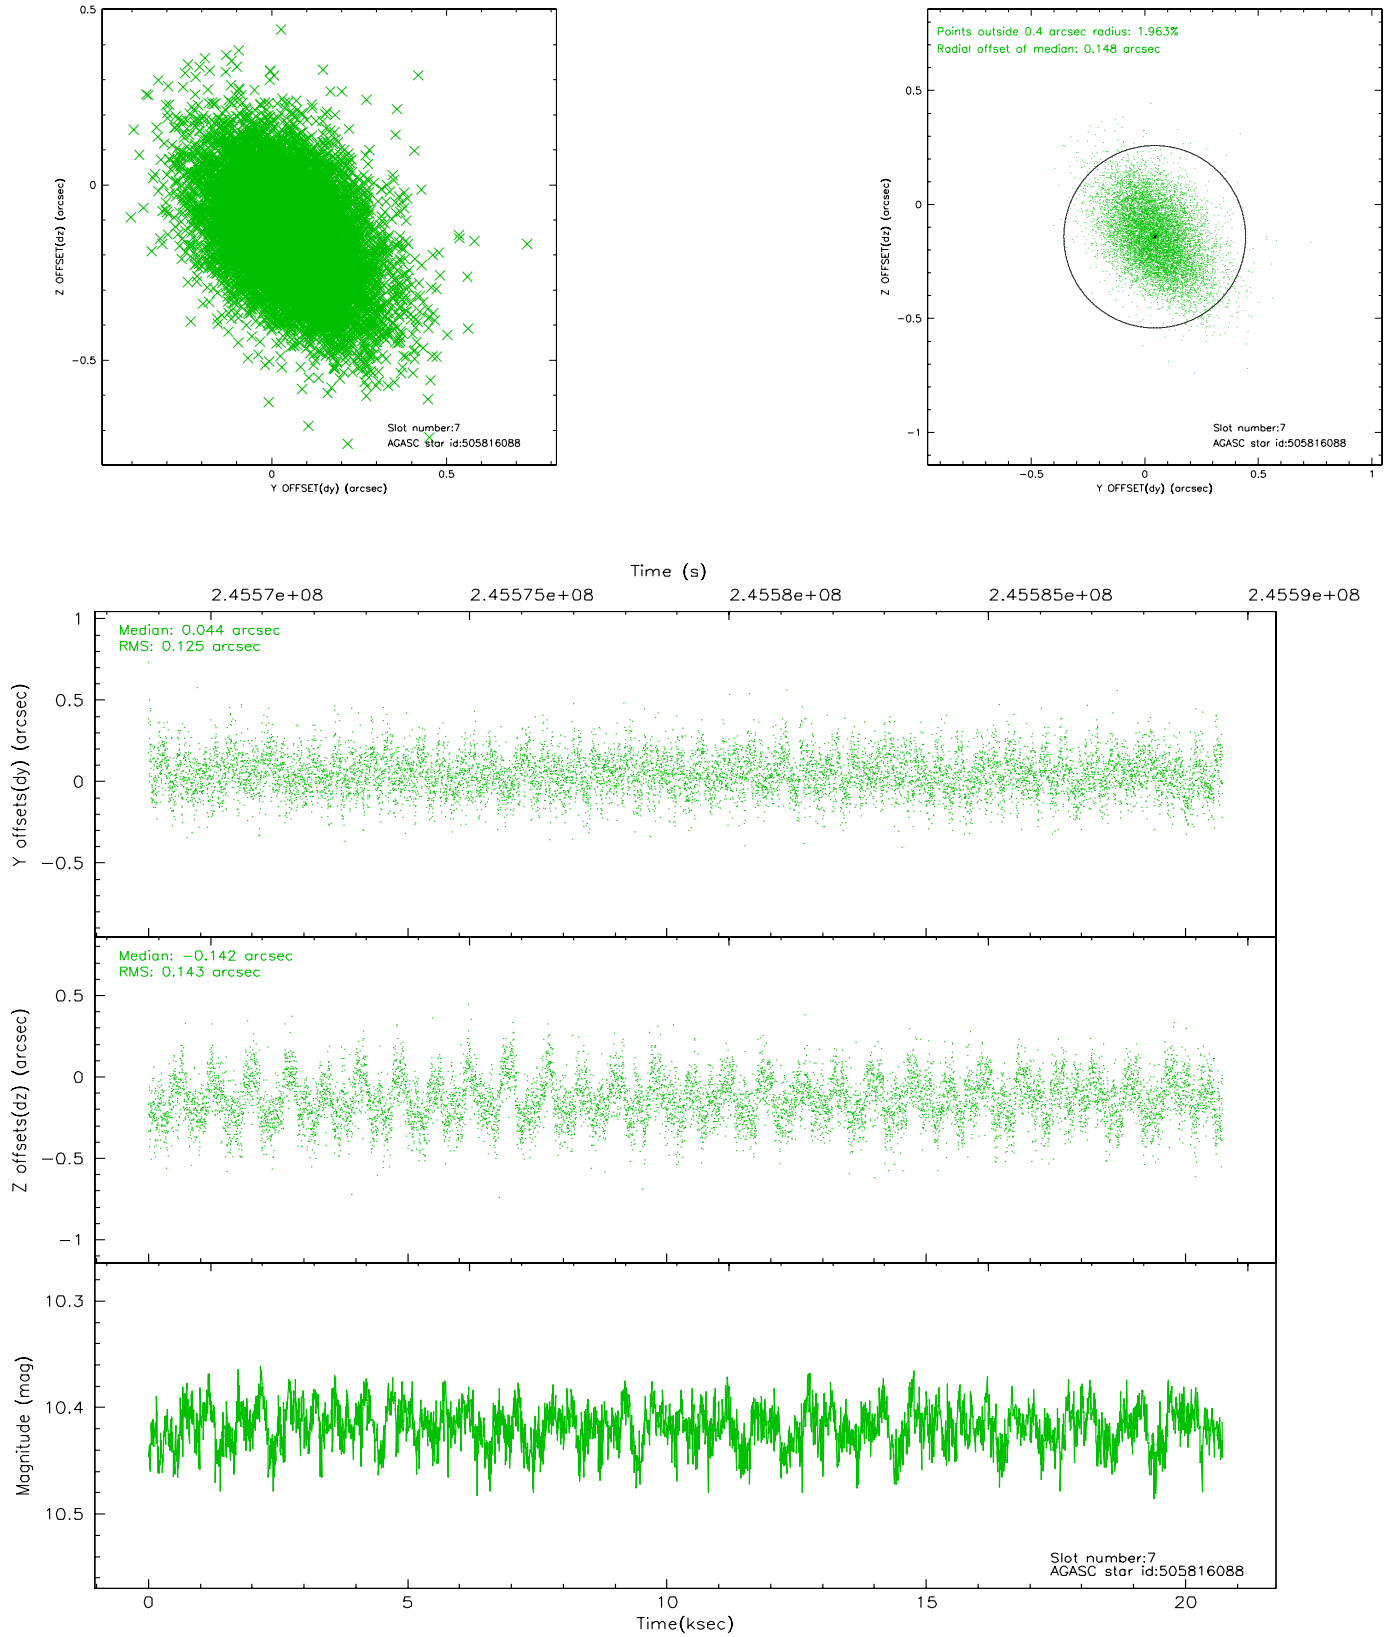 0.5
0
−0.5
Z OFFSET(dz) (arcsec)
0
0.5
Y OFFSET(dy) (arcsec)
Slot number:7
AGASC star id:505816088
Points outside 0.4 arcsec radius: 1.963%
Radial offset of median: 0.148 arcsec
0.5
0
−0.5
−1
Z OFFSET(dz) (arcsec)
−0.5
0
0.5
1
Y OFFSET(dy) (arcsec)
Slot number:7
AGASC star id:505816088
Time (s)
2.4557e+08
2.45575e+08
2.4558e+08
2.45585e+08
2.4559e+08
Median: 0.044 arcsec
RMS: 0.125 arcsec
1
0.5
0
−0.5
Y offsets(dy) (arcsec)
Median: −0.142 arcsec
RMS: 0.143 arcsec
0.5
0
−0.5
−1
Z offsets(dz) (arcsec)
10.3
10.4
10.5
Magnitude (mag)
Slot number:7
AGASC star id:505816088
0
5
10
15
20
Time(ksec)